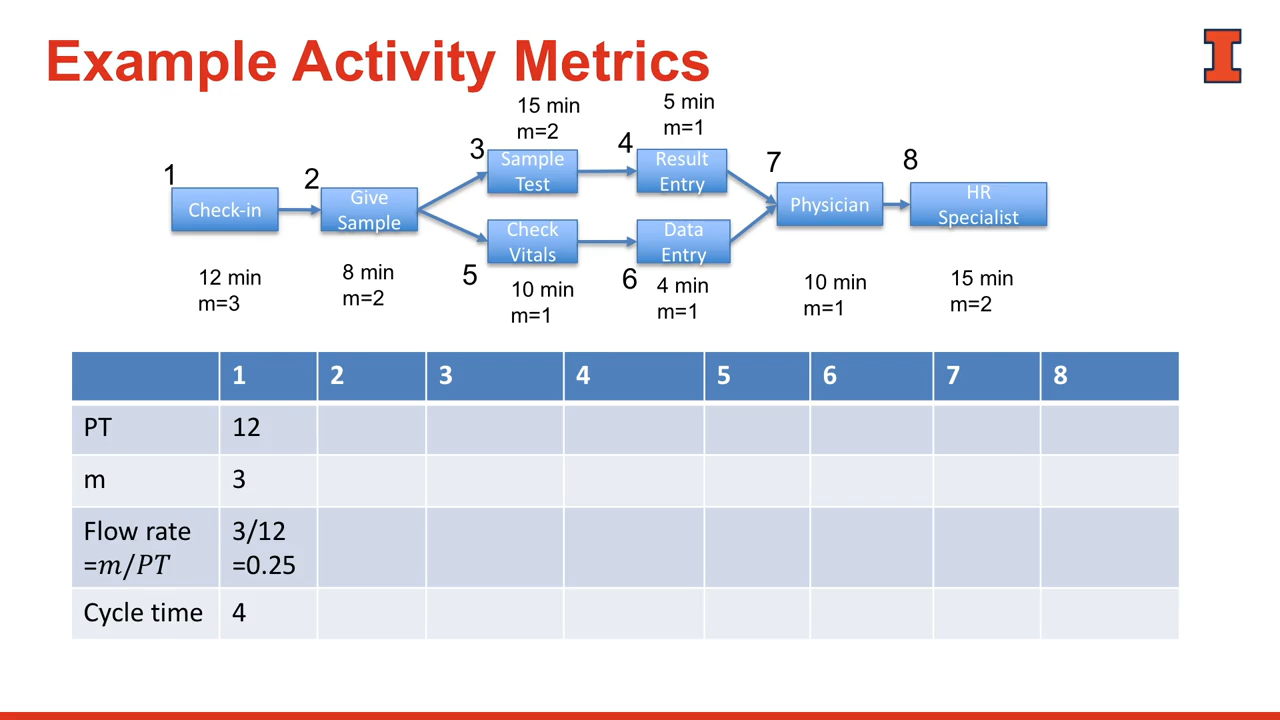 Example Activity Metrics
15 min
m=2
5 min
m=1
1
2
3
4
7
8
Check-in
Give
Sample
Sample
Test
Result
Entry
Physician
HR
Specialist
Check
Vitals
Data
Entry
5
6
12 min
m=3
8 min
m=2
10 min
m=1
4 min
m=1
10 min
m=1
15 min
m=2
1 2 3 4 5 6 7 8
PT 12
m 3
Flow rate 3/12
=m/PT =0.25
Cycle time 4